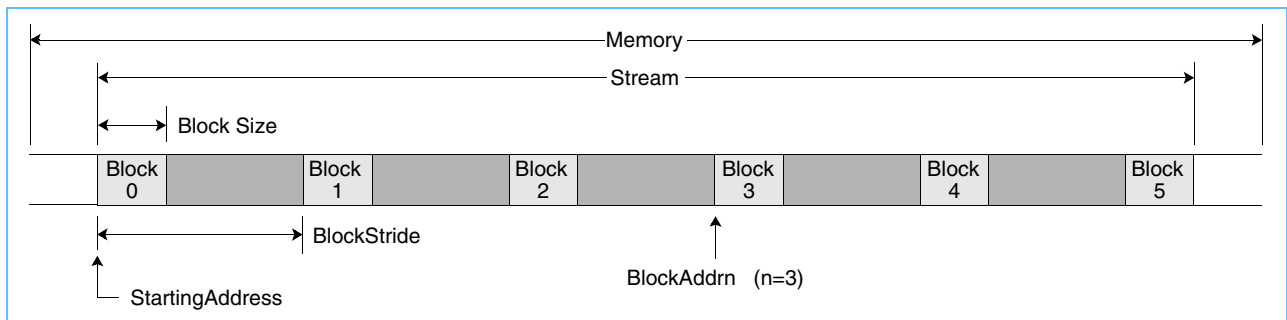 Memory
Stream
Block Size
Block
0
Block
1
Block
2
Block
3
Block
4
Block
5
BlockStride
BlockAddrn (n=3)
StartingAddress